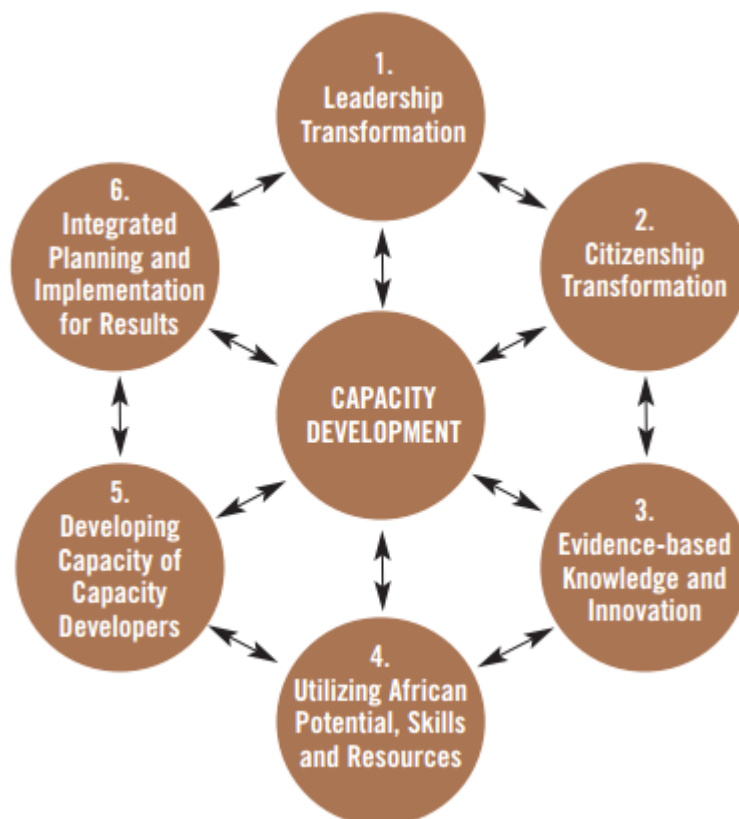 1.
Leadership
Transformation
2.
Citizenship
Transformation
3.
Evidence-based
Knowledge and
Innovation
4.
Utilizing African
Potential, Skills
and Resources
5.
Developing
Capacity of
Capacity
Developers
6.
Integrated
Planning and
Implementation
for Results
CAPACITY
DEVELOPMENT